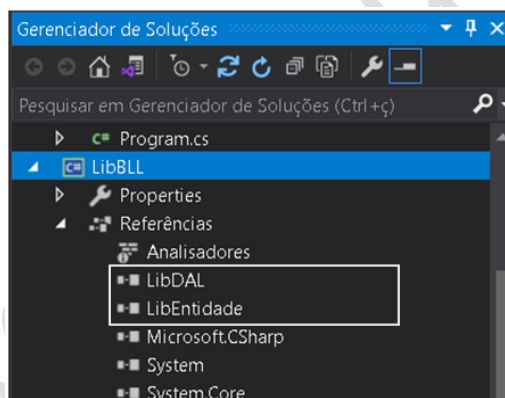 Gerenciador de Soluções
Pesquisar em Gerenciador de Soluções (Ctrl+ç)
C# Program.cs
C# LibBLL
Properties
Referências
Analisadores
LibDAL
LibEntidade
Microsoft.CSharp
System
System.Core